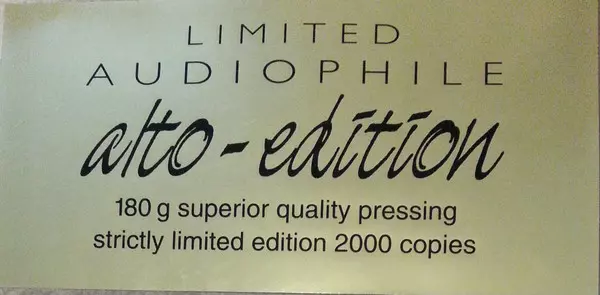 LIMITED
AUDIOPHILE
alto-edition
180 g superior quality pressing
strictly limited edition 2000 copies